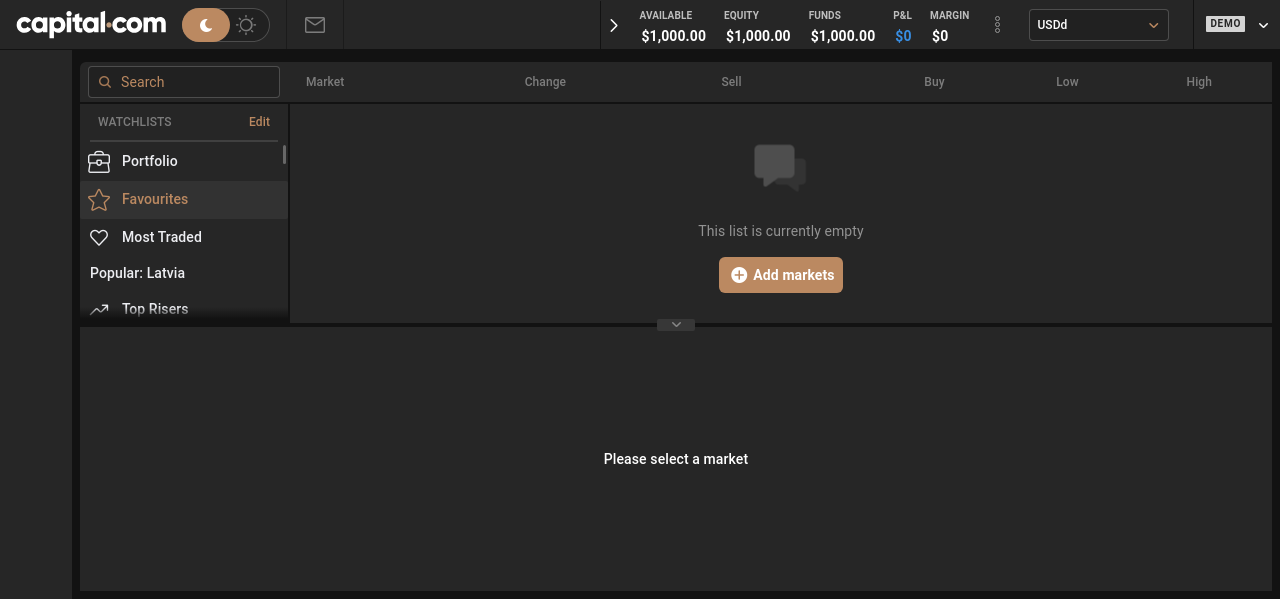 capital.com
AVAILABLE EQUITY FUNDS P&L MARGIN
$1,000.00 $1,000.00 $1,000.00 $0 $0
USDd
DEMO
Search
Market Change Sell Buy Low High
WATCHLISTS Edit
Portfolio
Favourites
Most Traded
Popular: Latvia
Top Risers
This list is currently empty
Add markets
Please select a market